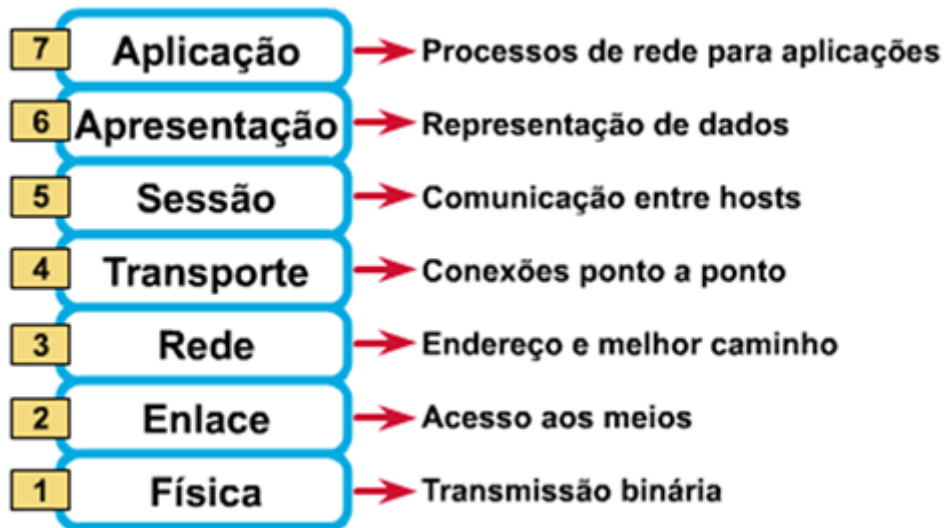 7 Aplicação Processos de rede para aplicações
6 Apresentação Representação de dados
5 Sessão Comunicação entre hosts
4 Transporte Conexões ponto a ponto
3 Rede Endereço e melhor caminho
2 Enlace Acesso aos meios
1 Física Transmissão binária